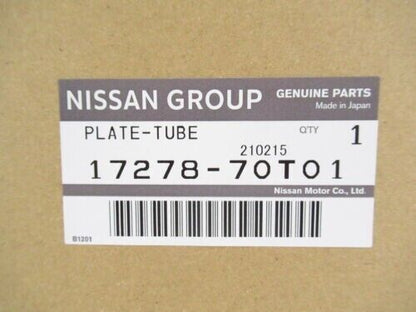 NISSAN GROUP GENUINE PARTS
Made in Japan
PLATE-TUBE Q'TY 1
210215
17278-70T01
Nissan Motor Co., Ltd.
B1201